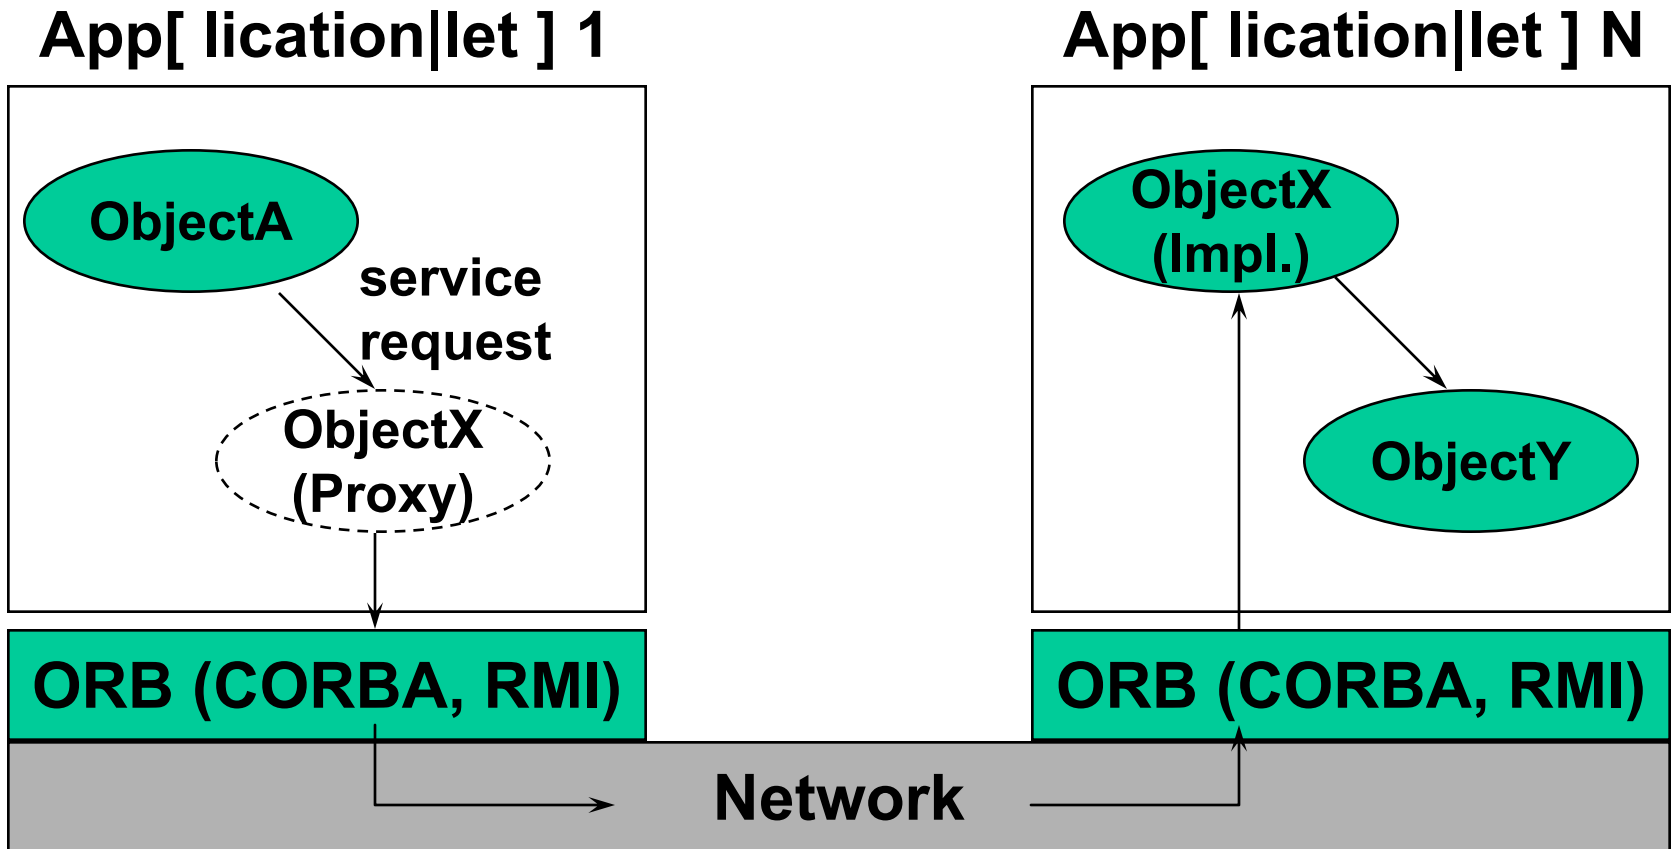 App[ lication|let ] 1
App[ lication|let ] N
ObjectA
service
request
ObjectX
(Proxy)
ObjectX
(Impl.)
ObjectY
ORB (CORBA, RMI)
ORB (CORBA, RMI)
Network